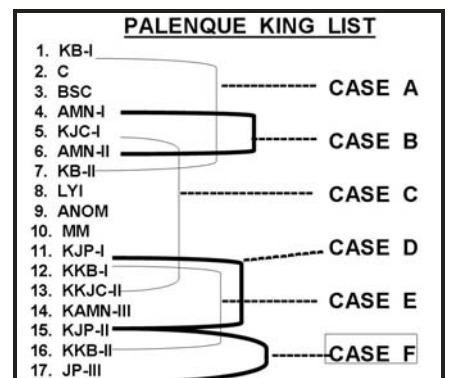 PALENQUE KING LIST
1. KB-I
2. C
3. BSC
4. AMN-I
5. KJC-I
6. AMN-II
7. KB-II
8. LYI
9. ANOM
10. MM
11. KJP-I
12. KKB-I
13. KKJC-II
14. KAMN-III
15. KJP-II
16. KKB-II
17. JP-III
CASE A
CASE B
CASE C
CASE D
CASE E
CASE F